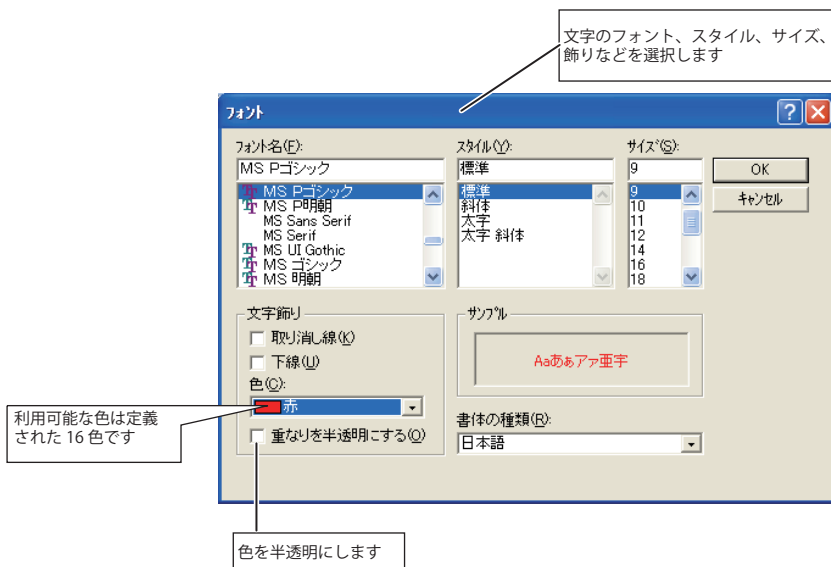 文字のフォント、スタイル、サイズ、
飾りなどを選択します
フォント
フォント名(F):
スタイル(Y):
サイズ(S):
MS Pゴシック
標準
9
OK
キャンセル
MS Pゴシック
MS P明朝
MS Sans Serif
MS Serif
MS UI Gothic
MS ゴシック
MS 明朝
標準
斜体
太字
太字 斜体
9
10
11
12
14
16
18
文字飾り
取り消し線(K)
下線(U)
色(C):
赤
重なりを半透明にする(O)
サンプル
Aaあぁアァ亜宇
書体の種類(R):
日本語
利用可能な色は定義
された 16 色です
色を半透明にします